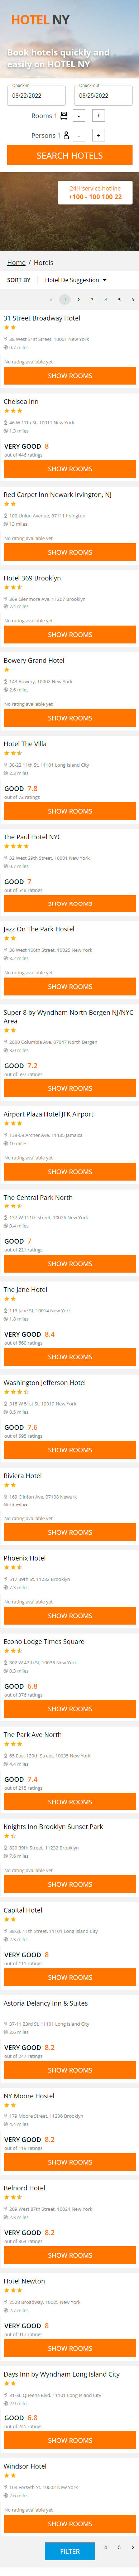 HOTEL NY
Book hotels quickly and
easily on HOTEL NY
Check-in
08/22/2022
—
Check-out
08/25/2022
Rooms 1 - +
Persons 1 - +
SEARCH HOTELS
24H service hotline
+100 - 100 100 22
Home / Hotels
SORT BY Hotel De Suggestion
1 2 3 4 5
31 Street Broadway Hotel
38 West 31st Street, 10001 New York
0.7 miles
No rating available yet
SHOW ROOMS
Chelsea Inn
46 W 17th St, 10011 New York
1.3 miles
VERY GOOD 8
out of 446 ratings
SHOW ROOMS
Red Carpet Inn Newark Irvington, NJ
100 Union Avenue, 07111 Irvington
13 miles
No rating available yet
SHOW ROOMS
Hotel 369 Brooklyn
369 Glenmore Ave, 11207 Brooklyn
7.4 miles
No rating available yet
SHOW ROOMS
Bowery Grand Hotel
143 Bowery, 10002 New York
2.6 miles
No rating available yet
SHOW ROOMS
Hotel The Villa
38-22 11th St, 11101 Long Island City
2.3 miles
GOOD 7.8
out of 72 ratings
SHOW ROOMS
The Paul Hotel NYC
32 West 29th Street, 10001 New York
0.7 miles
GOOD 7
out of 548 ratings
SHOW ROOMS
Jazz On The Park Hostel
36 West 106th Street, 10025 New York
3.2 miles
No rating available yet
SHOW ROOMS
Super 8 by Wyndham North Bergen NJ/NYC
Area
2800 Columbia Ave, 07047 North Bergen
3.6 miles
GOOD 7.2
out of 597 ratings
SHOW ROOMS
Airport Plaza Hotel JFK Airport
139-09 Archer Ave, 11435 Jamaica
10 miles
No rating available yet
SHOW ROOMS
The Central Park North
137 W 111th street, 10026 New York
3.4 miles
GOOD 7
out of 221 ratings
SHOW ROOMS
The Jane Hotel
113 Jane St, 10014 New York
1.8 miles
VERY GOOD 8.4
out of 660 ratings
SHOW ROOMS
Washington Jefferson Hotel
318 W 51st St, 10019 New York
0.5 miles
GOOD 7.6
out of 595 ratings
SHOW ROOMS
Riviera Hotel
169 Clinton Ave, 07108 Newark
11 miles
No rating available yet
SHOW ROOMS
Phoenix Hotel
517 39th St, 11232 Brooklyn
7.3 miles
No rating available yet
SHOW ROOMS
Econo Lodge Times Square
302 W 47th St, 10036 New York
0.3 miles
GOOD 6.8
out of 376 ratings
SHOW ROOMS
The Park Ave North
65 East 129th Street, 10035 New York
4.4 miles
GOOD 7.4
out of 315 ratings
SHOW ROOMS
Knights Inn Brooklyn Sunset Park
820 39th Street, 11232 Brooklyn
7.6 miles
No rating available yet
SHOW ROOMS
Capital Hotel
38-26 11th Street, 11101 Long Island City
2.3 miles
VERY GOOD 8
out of 111 ratings
SHOW ROOMS
Astoria Delancy Inn & Suites
37-11 23rd St, 11101 Long Island City
2.6 miles
VERY GOOD 8.2
out of 247 ratings
SHOW ROOMS
NY Moore Hostel
179 Moore Street, 11206 Brooklyn
4.4 miles
VERY GOOD 8.2
out of 119 ratings
SHOW ROOMS
Belnord Hotel
209 West 87th Street, 10024 New York
2.3 miles
VERY GOOD 8.2
out of 864 ratings
SHOW ROOMS
Hotel Newton
2528 Broadway, 10025 New York
2.7 miles
VERY GOOD 8
out of 917 ratings
SHOW ROOMS
Days Inn by Wyndham Long Island City
31-36 Queens Blvd, 11101 Long Island City
2.9 miles
GOOD 6.8
out of 245 ratings
SHOW ROOMS
Windsor Hotel
108 Forsyth St, 10002 New York
2.6 miles
No rating available yet
SHOW ROOMS
FILTER 4 5